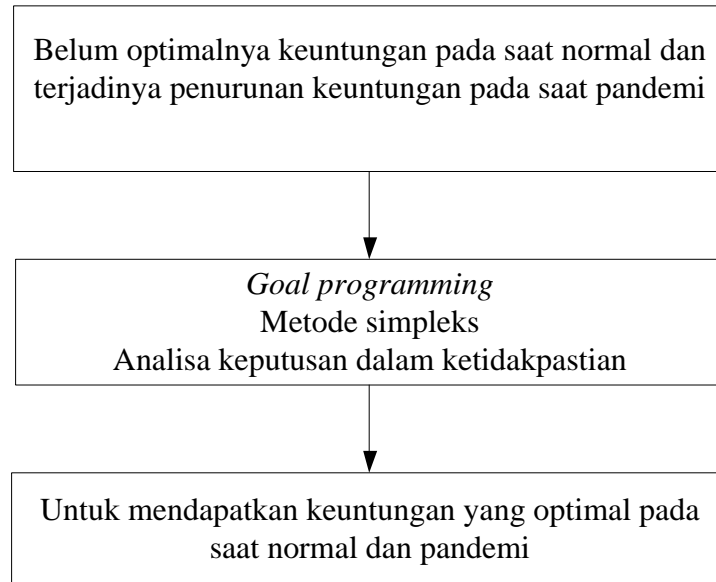 Belum optimalnya keuntungan pada saat normal dan
terjadinya penurunan keuntungan pada saat pandemi
Goal programming
Metode simpleks
Analisa keputusan dalam ketidakpastian
Untuk mendapatkan keuntungan yang optimal pada
saat normal dan pandemi